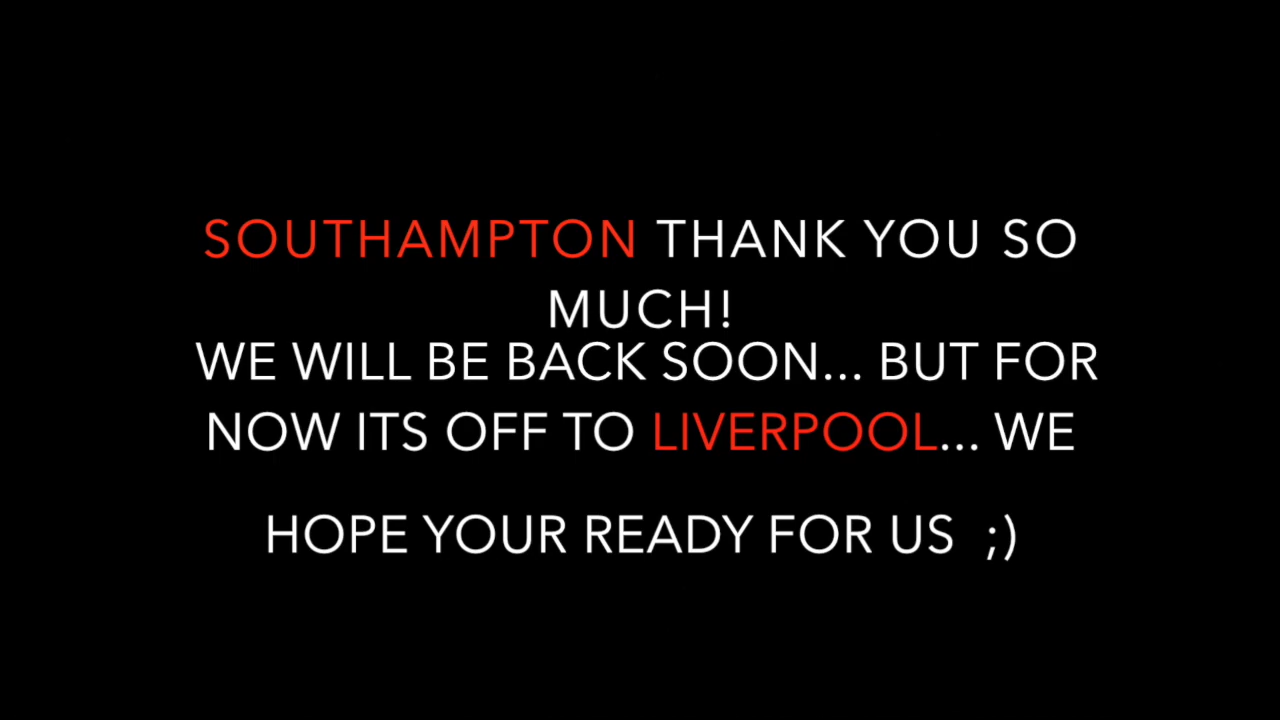 SOUTHAMPTON THANK YOU SO
MUCH!
WE WILL BE BACK SOON... BUT FOR
NOW ITS OFF TO LIVERPOOL... WE
HOPE YOUR READY FOR US ;)